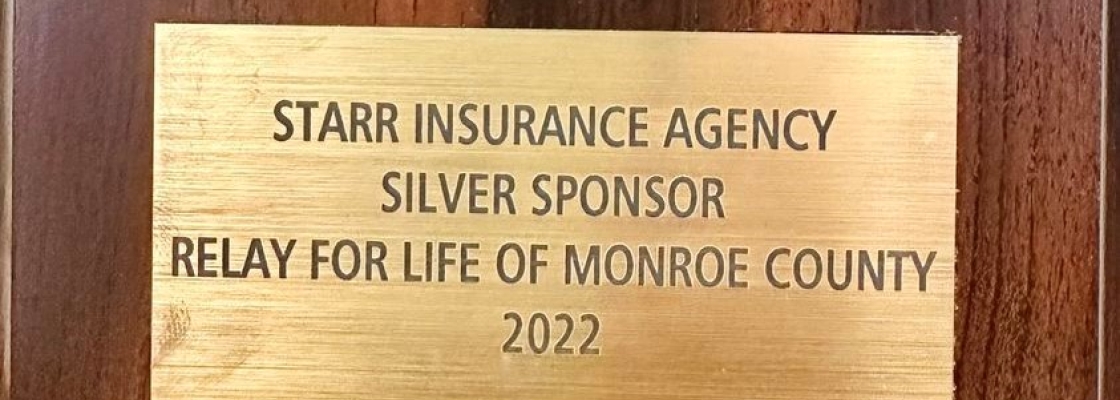 STARR INSURANCE AGENCY
SILVER SPONSOR
RELAY FOR LIFE OF MONROE COUNTY
2022